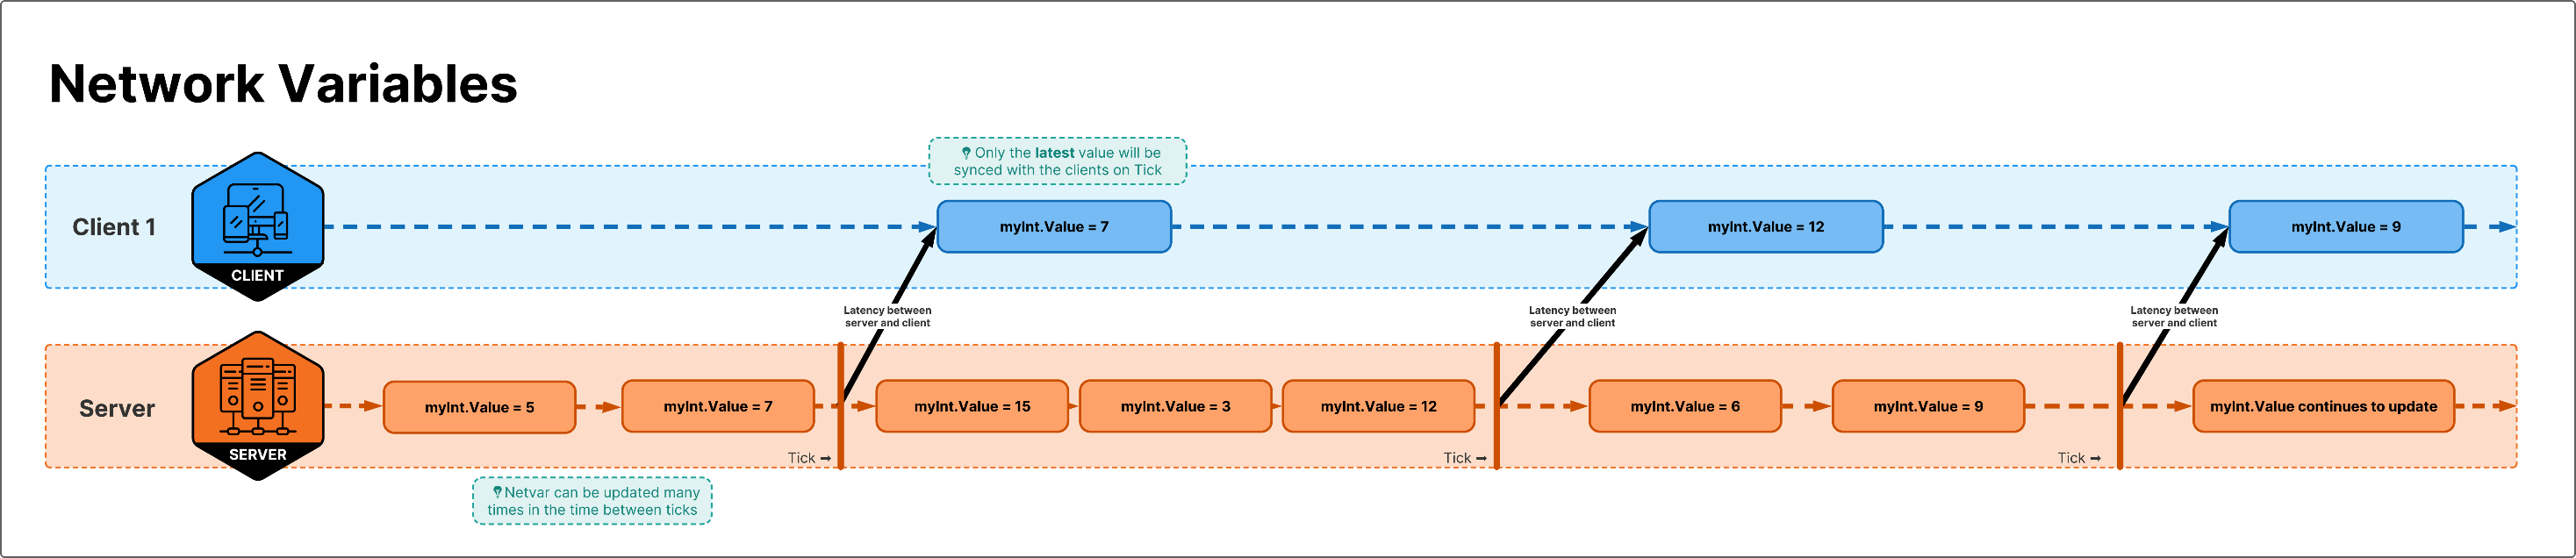 Network Variables
Only the latest value will be
synced with the clients on Tick
Client 1
CLIENT
myInt.Value = 7
myInt.Value = 12
myInt.Value = 9
Latency between
server and client
Latency between
server and client
Latency between
server and client
Server
SERVER
myInt.Value = 5
myInt.Value = 7
myInt.Value = 15
myInt.Value = 3
myInt.Value = 12
myInt.Value = 6
myInt.Value = 9
myInt.Value continues to update
Tick ➡
Tick ➡
Tick ➡
Netvar can be updated many
times in the time between ticks